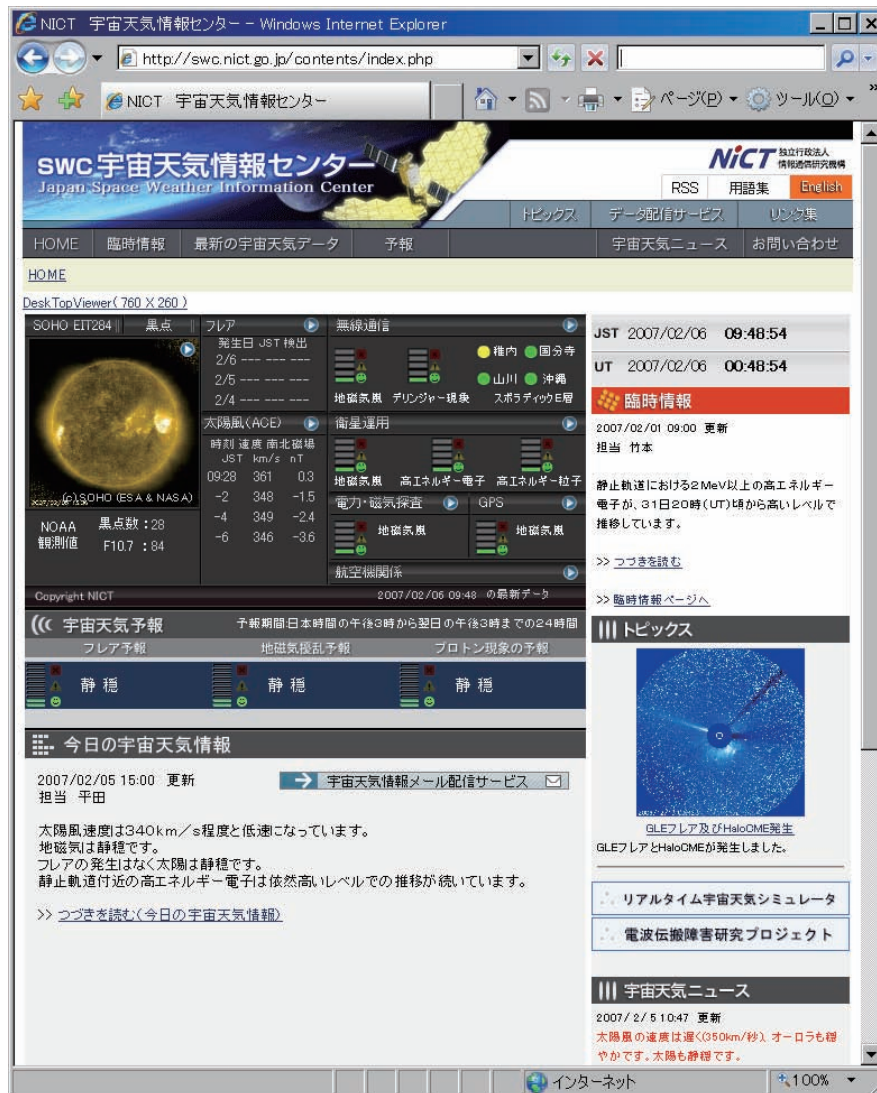 NICT 宇宙天気情報センター - Windows Internet Explorer
http://swc.nict.go.jp/contents/index.php
NICT 宇宙天気情報センター
ページ(P) ツール(O)
SWC宇宙天気情報センター
Japan Space Weather Information Center
NICT 独立行政法人
情報通信研究機構
RSS 用語集 English
トピックス データ配信サービス リンク集
HOME 臨時情報 最新の宇宙天気データ 予報 宇宙天気ニュース お問い合わせ
HOME
DeskTopViewer( 760 X 260 )
SOHO EIT284 黒点
(c)SOHO (ESA & NASA)
NOAA
観測値
黒点数 : 28
F10.7 : 84
フレア
発生日 JST 検出
2/6 --- --- ---
2/5 --- --- ---
2/4 --- --- ---
太陽風(ACE)
時刻 速度 南北磁場
JST km/s nT
09:28 361 0.3
-2 348 -1.5
-4 349 -2.4
-6 346 -3.6
無線通信
稚内 国分寺
山川 沖縄
地磁気嵐 デリンジャー現象 スポラディックE層
衛星運用
地磁気嵐 高エネルギー電子 高エネルギー粒子
電力・磁気探査 GPS
地磁気嵐 地磁気嵐
航空機関係
Copyright NICT 2007/02/06 09:48 の最新データ
宇宙天気予報 予報期間:日本時間の午後3時から翌日の午後3時までの24時間
フレア予報 地磁気擾乱予報 プロトン現象の予報
静穏 静穏 静穏
今日の宇宙天気情報
2007/02/05 15:00 更新
担当 平田
宇宙天気情報メール配信サービス
太陽風速度は340km/s程度と低速になっています。
地磁気は静穏です。
フレアの発生はなく太陽は静穏です。
静止軌道付近の高エネルギー電子は依然高いレベルでの推移が続いています。
>> つづきを読む(今日の宇宙天気情報)
JST 2007/02/06 09:48:54
UT 2007/02/06 00:48:54
臨時情報
2007/02/01 09:00 更新
担当 竹本
静止軌道における2MeV以上の高エネルギー
電子が、31日20時(UT)頃から高いレベルで
推移しています。
>> つづきを読む
>> 臨時情報ページへ
トピックス
GLEフレア及びHaloCME発生
GLEフレアとHaloCMEが発生しました。
リアルタイム宇宙天気シミュレータ
電波伝搬障害研究プロジェクト
宇宙天気ニュース
2007/ 2/ 5 10:47 更新
太陽風の速度は遅く(350km/秒)、オーロラも穏
やかです。太陽も静穏です。
インターネット 100%